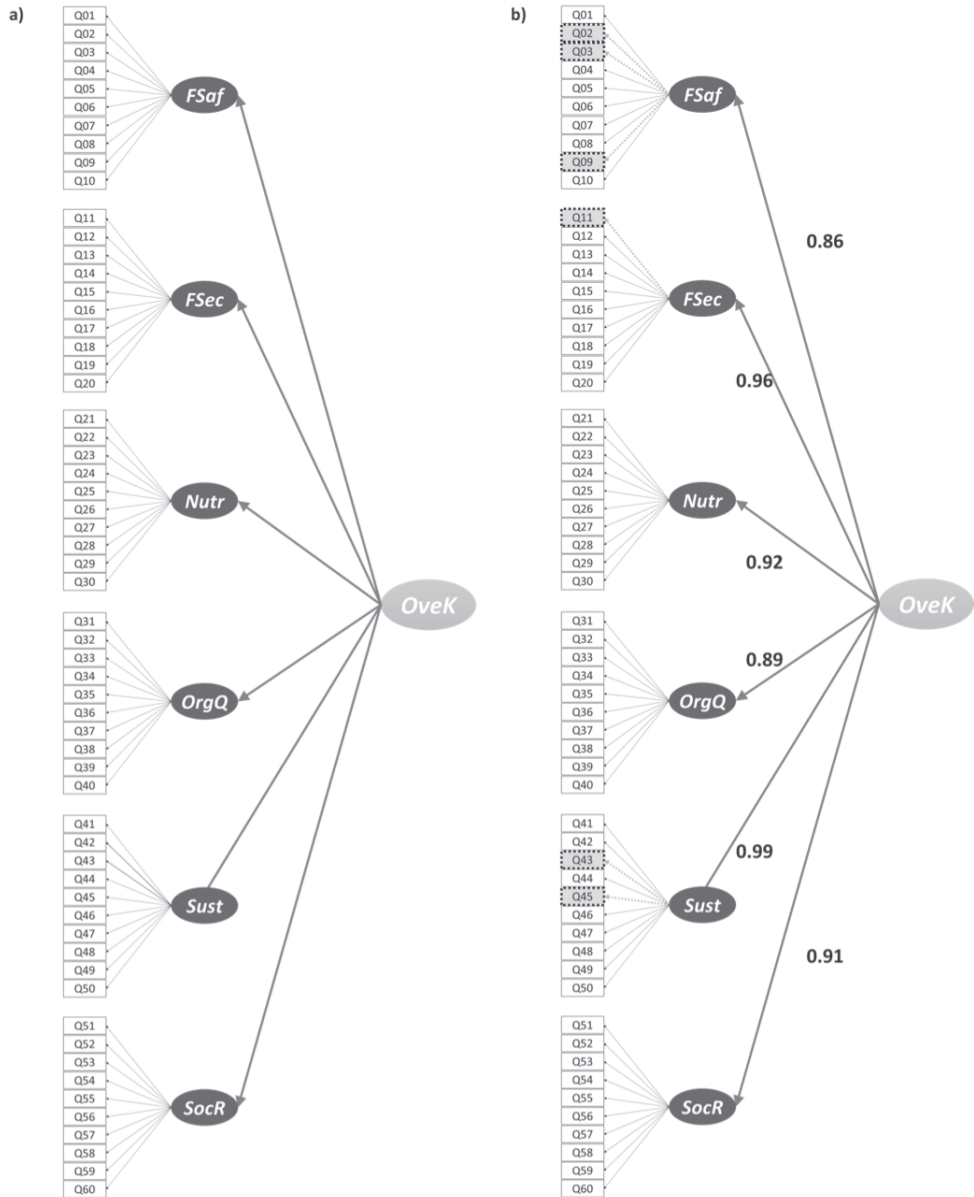 a)
Q01
Q02
Q03
Q04
Q05
Q06
Q07
Q08
Q09
Q10
FSaf
Q11
Q12
Q13
Q14
Q15
Q16
Q17
Q18
Q19
Q20
FSec
Q21
Q22
Q23
Q24
Q25
Q26
Q27
Q28
Q29
Q30
Nutr
OveK
Q31
Q32
Q33
Q34
Q35
Q36
Q37
Q38
Q39
Q40
OrgQ
Q41
Q42
Q43
Q44
Q45
Q46
Q47
Q48
Q49
Q50
Sust
Q51
Q52
Q53
Q54
Q55
Q56
Q57
Q58
Q59
Q60
SocR
b)
Q01
Q02
Q03
Q04
Q05
Q06
Q07
Q08
Q09
Q10
FSaf
0.86
Q11
Q12
Q13
Q14
Q15
Q16
Q17
Q18
Q19
Q20
FSec
0.96
Q21
Q22
Q23
Q24
Q25
Q26
Q27
Q28
Q29
Q30
Nutr
0.92
OveK
Q31
Q32
Q33
Q34
Q35
Q36
Q37
Q38
Q39
Q40
OrgQ
0.89
Q41
Q42
Q43
Q44
Q45
Q46
Q47
Q48
Q49
Q50
Sust
0.99
0.91
Q51
Q52
Q53
Q54
Q55
Q56
Q57
Q58
Q59
Q60
SocR